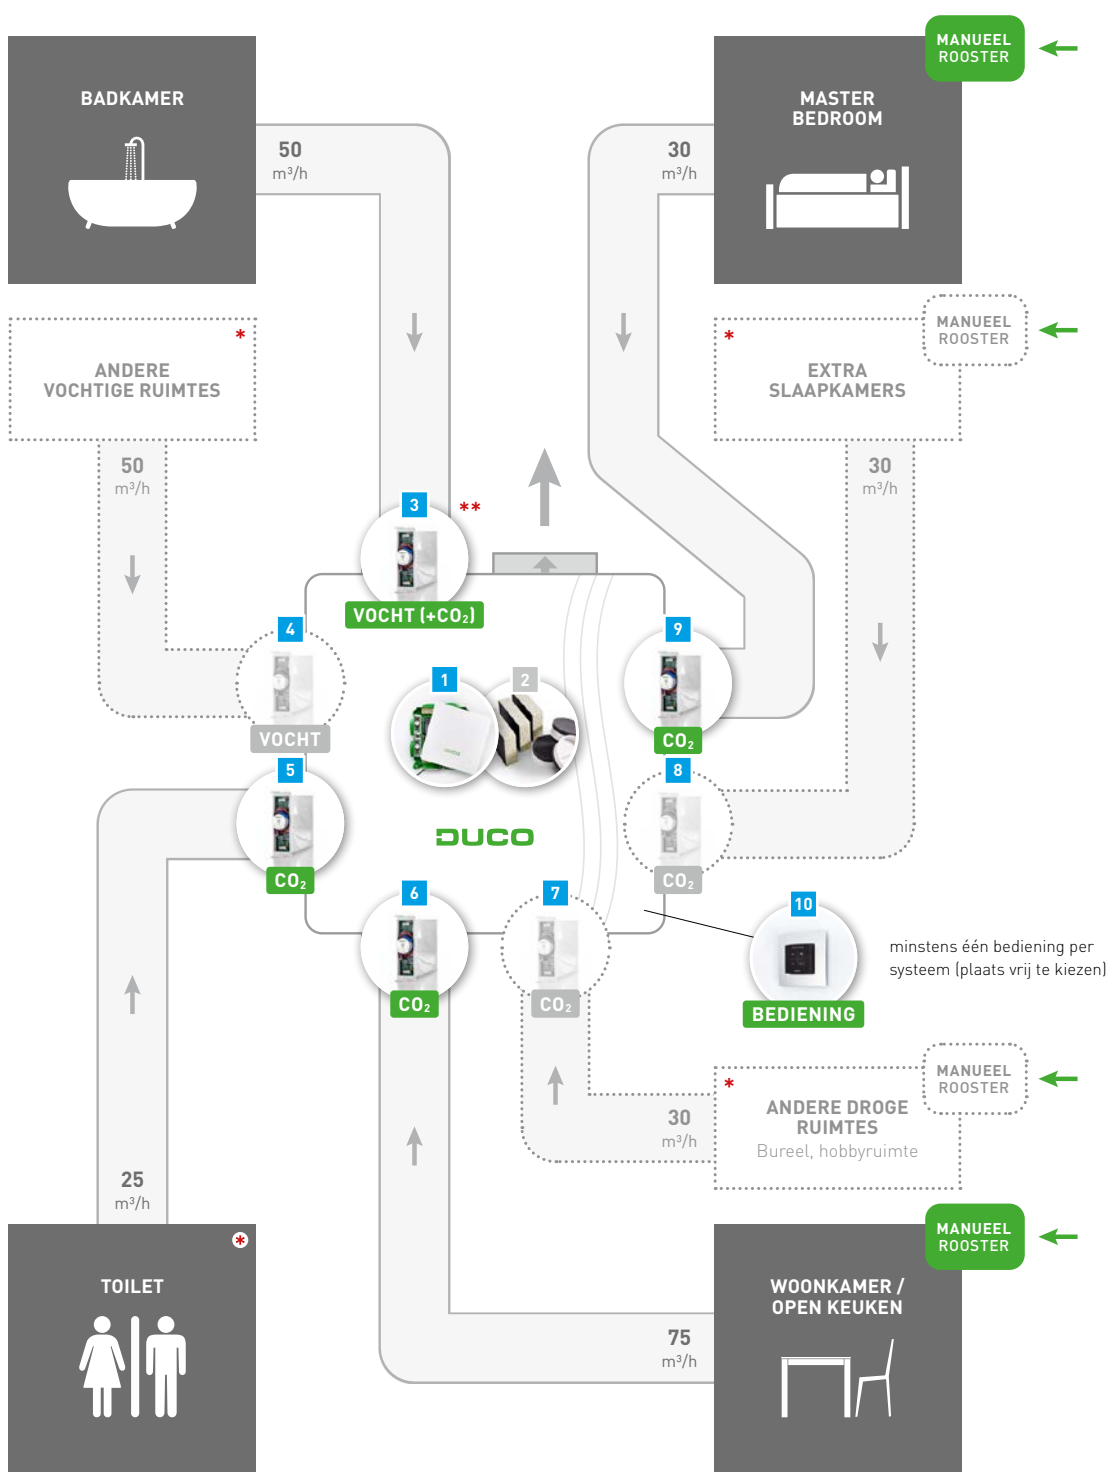 MANUEEL
ROOSTER
BADKAMER
MASTER
BEDROOM
50
m³/h
30
m³/h
*
ANDERE
VOCHTIGE RUIMTES
*
EXTRA
SLAAPKAMERS
MANUEEL
ROOSTER
50
m³/h
30
m³/h
3
**
VOCHT (+CO₂)
4
VOCHT
9
CO₂
1
2
5
CO₂
8
CO₂
DUCO
6
CO₂
7
CO₂
10
BEDIENING
minstens één bediening per
systeem (plaats vrij te kiezen)
MANUEEL
ROOSTER
*
ANDERE DROGE
RUIMTES
Bureel, hobbyruimte
30
m³/h
25
m³/h
MANUEEL
ROOSTER
*
TOILET
WOONKAMER /
OPEN KEUKEN
75
m³/h